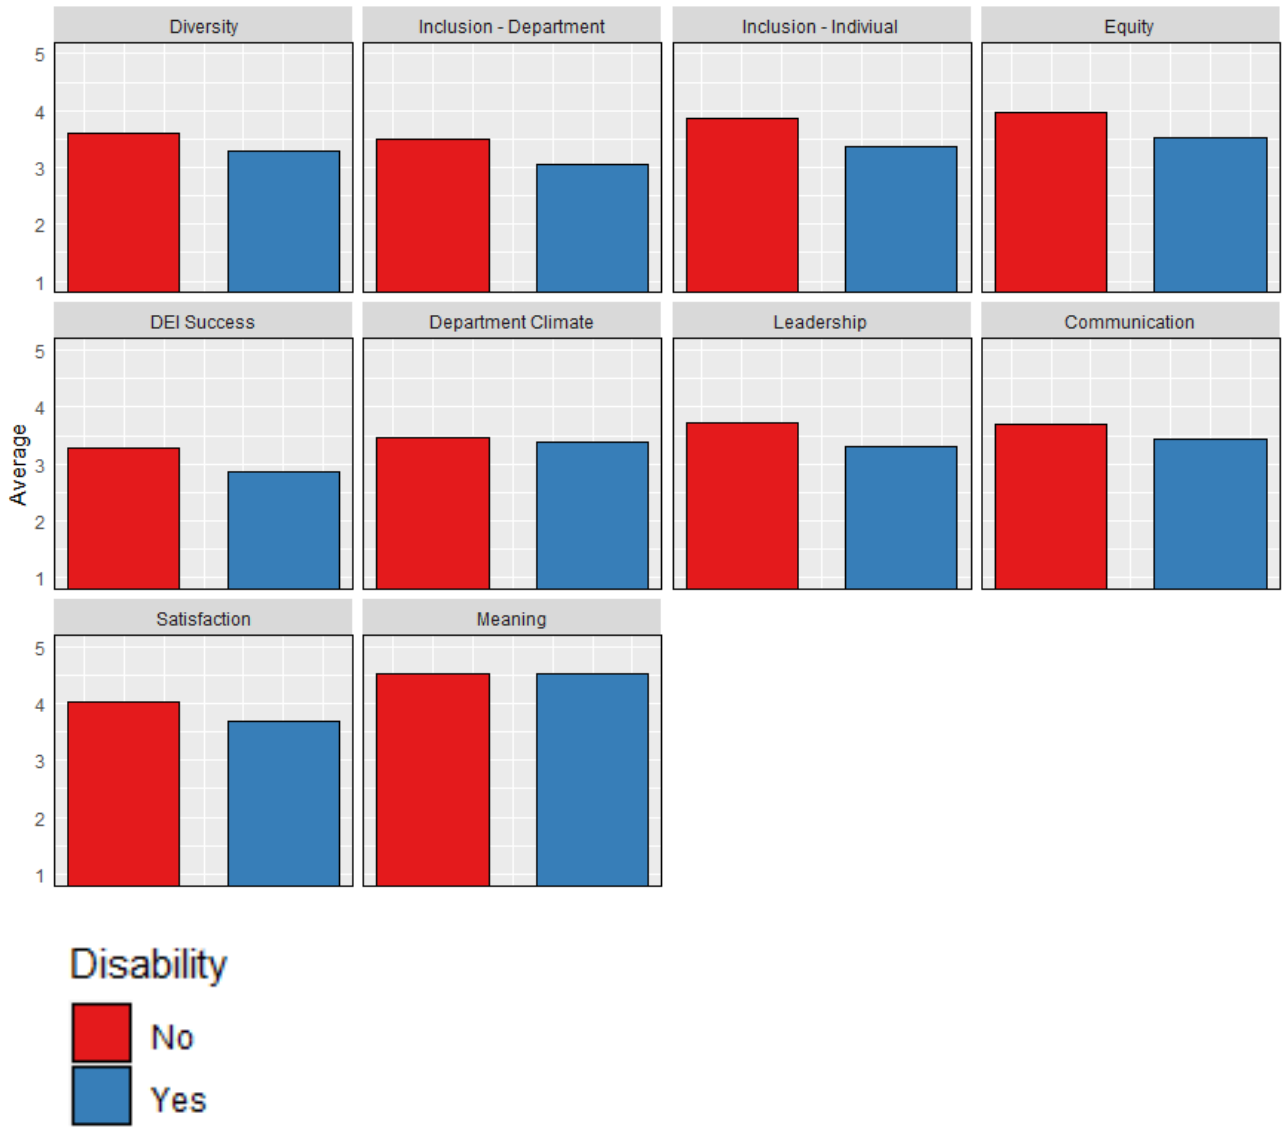 Diversity
Inclusion - Department
Inclusion - Indiviual
Equity
5
4
3
2
1
DEI Success
Department Climate
Leadership
Communication
5
4
3
2
1
Average
Satisfaction
Meaning
5
4
3
2
1
Disability
No
Yes